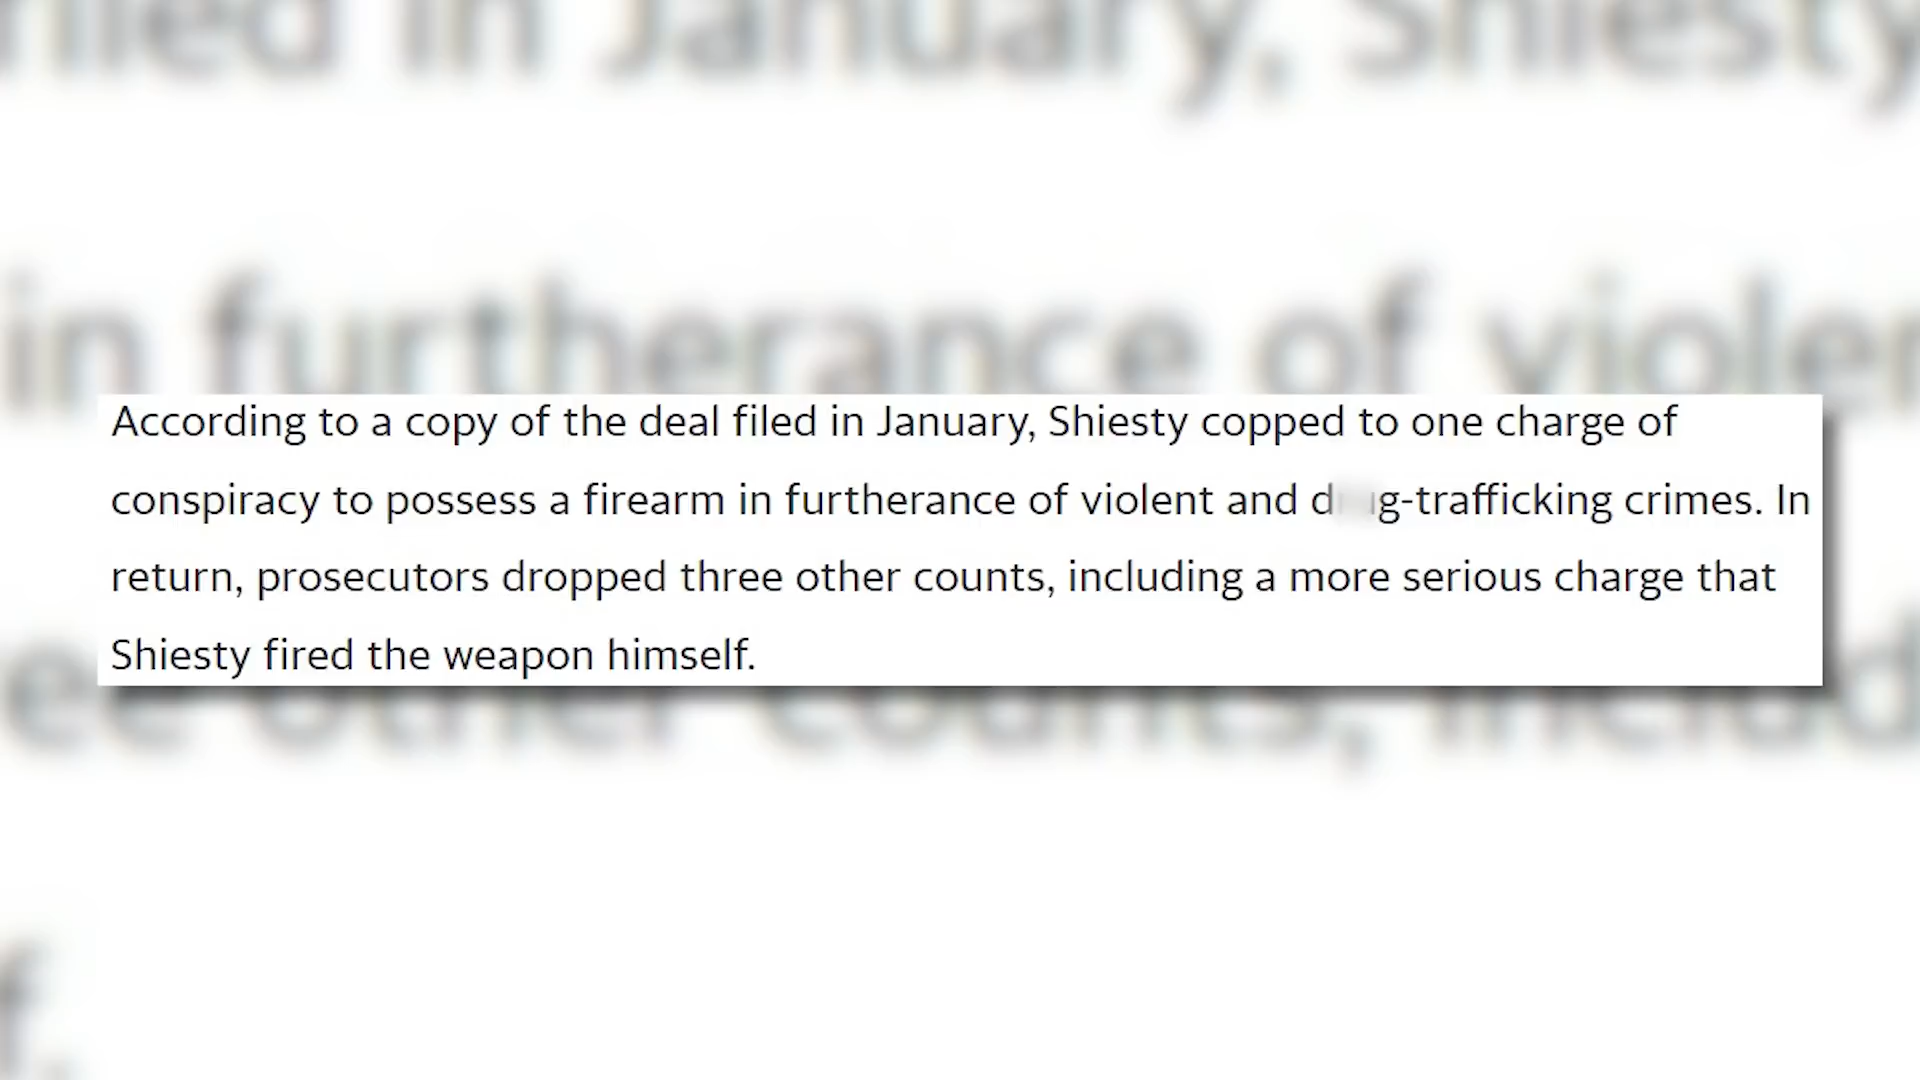 According to a copy of the deal filed in January, Shiesty copped to one charge of
conspiracy to possess a firearm in furtherance of violent and drug-trafficking crimes. In
return, prosecutors dropped three other counts, including a more serious charge that
Shiesty fired the weapon himself.